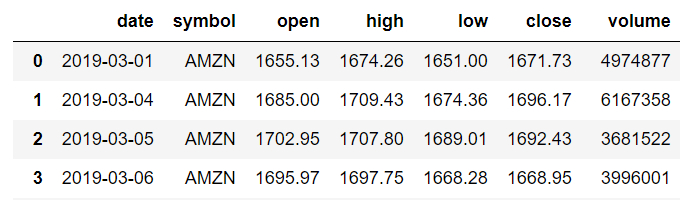 date symbol open high low close volume
0 2019-03-01 AMZN 1655.13 1674.26 1651.00 1671.73 4974877
1 2019-03-04 AMZN 1685.00 1709.43 1674.36 1696.17 6167358
2 2019-03-05 AMZN 1702.95 1707.80 1689.01 1692.43 3681522
3 2019-03-06 AMZN 1695.97 1697.75 1668.28 1668.95 3996001